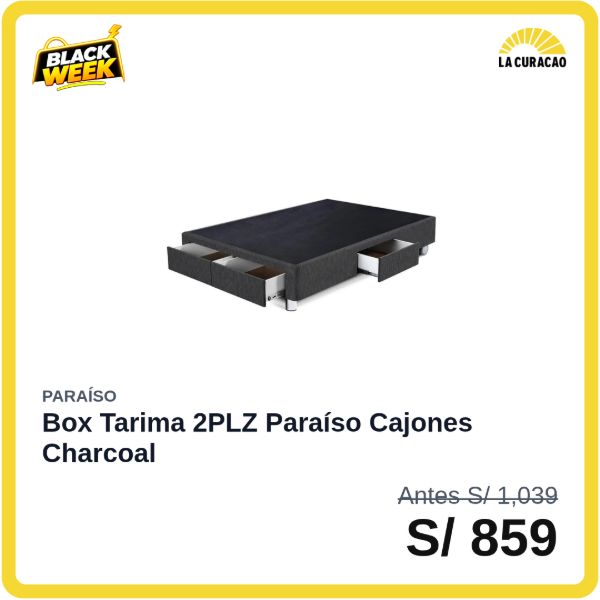 BLACK
WEEK
LA CURACAO
PARAÍSO
Box Tarima 2PLZ Paraíso Cajones
Charcoal
Antes S/ 1,039
S/ 859